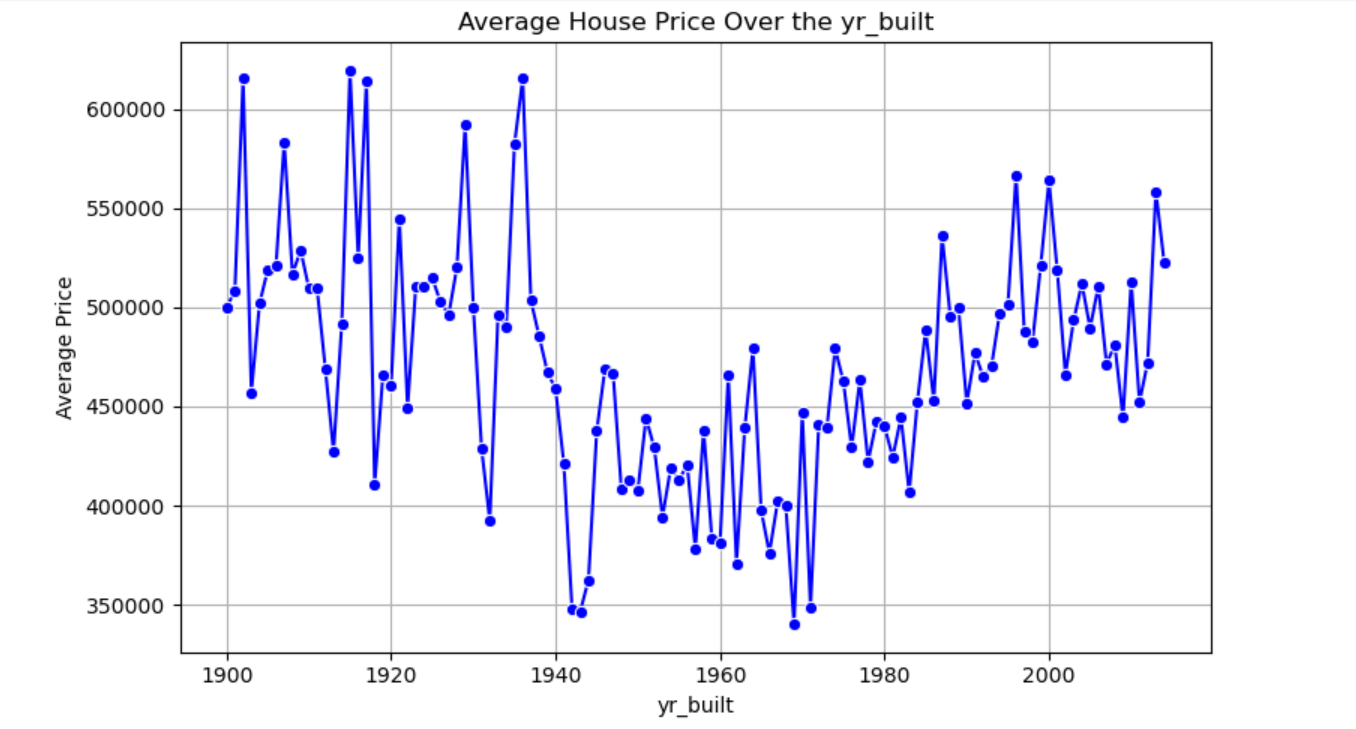 Average House Price Over the yr_built
Average Price
600000
550000
500000
450000
400000
350000
1900 1920 1940 1960 1980 2000
yr_built